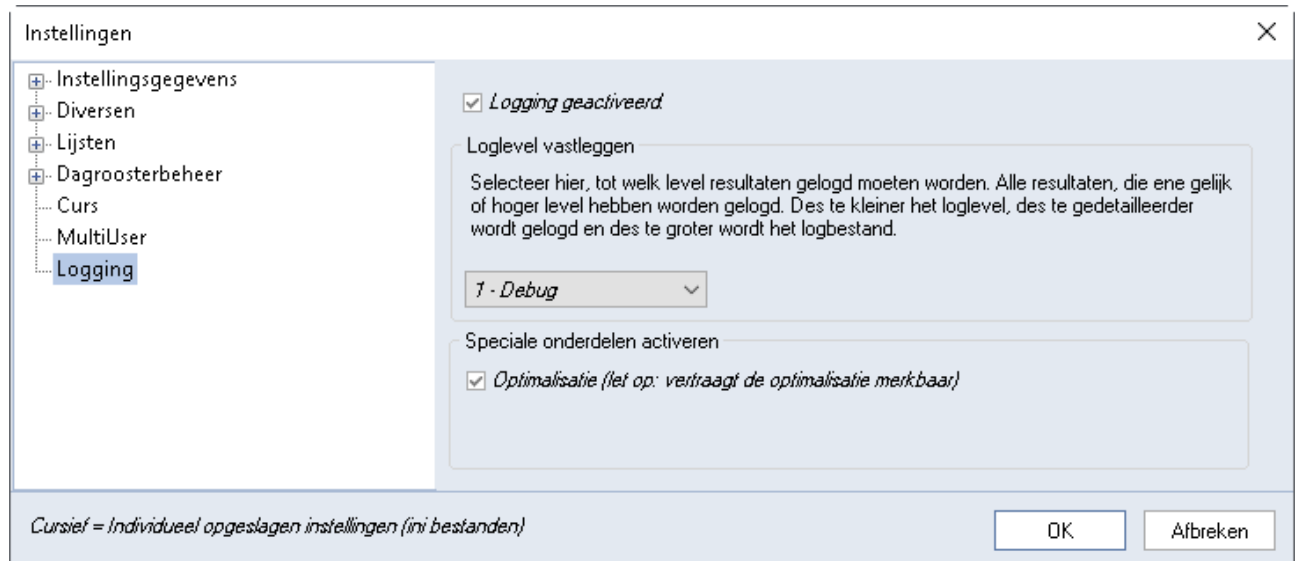 Instellingen
Instellingsgegevens
Diversen
Lijsten
Dagroosterbeheer
Curs
MultiUser
Logging
Logging geactiveerd.
Loglevel vastleggen
Selecteer hier, tot welk level resultaten gelogd moeten worden. Alle resultaten, die ene gelijk
of hoger level hebben worden gelogd. Des te kleiner het loglevel, des te gedetailleerder
wordt gelogd en des te groter wordt het logbestand.
1 - Debug
Speciale onderdelen activeren
Optimalisatie (let op: vertraagt de optimalisatie merkbaar)
Cursief = Individueel opgeslagen instellingen (ini bestanden)
OK
Afbreken